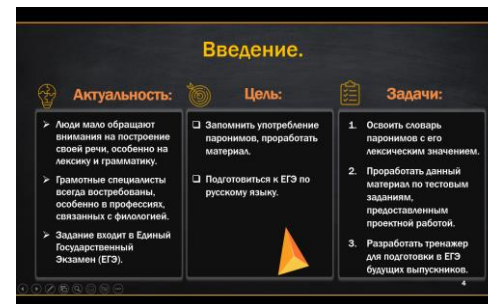 Введение.
Актуальность:
Люди мало обращают
внимания на построение
своей речи, особенно на
лексику и грамматику.
Грамотные специалисты
всегда востребованы,
особенно в профессиях,
связанных с филологией.
Задание входит в Единый
Государственный
Экзамен (ЕГЭ).
Цель:
Запомнить употребление
паронимов, проработать
материал.
Подготовиться к ЕГЭ по
русскому языку.
Задачи:
1. Освоить словарь
паронимов с его
лексическим значением.
2. Проработать данный
материал по тестовым
заданиям,
предоставленным
проектной работой.
3. Разработать тренажер
для подготовки в ЕГЭ
будущих выпускников.
4